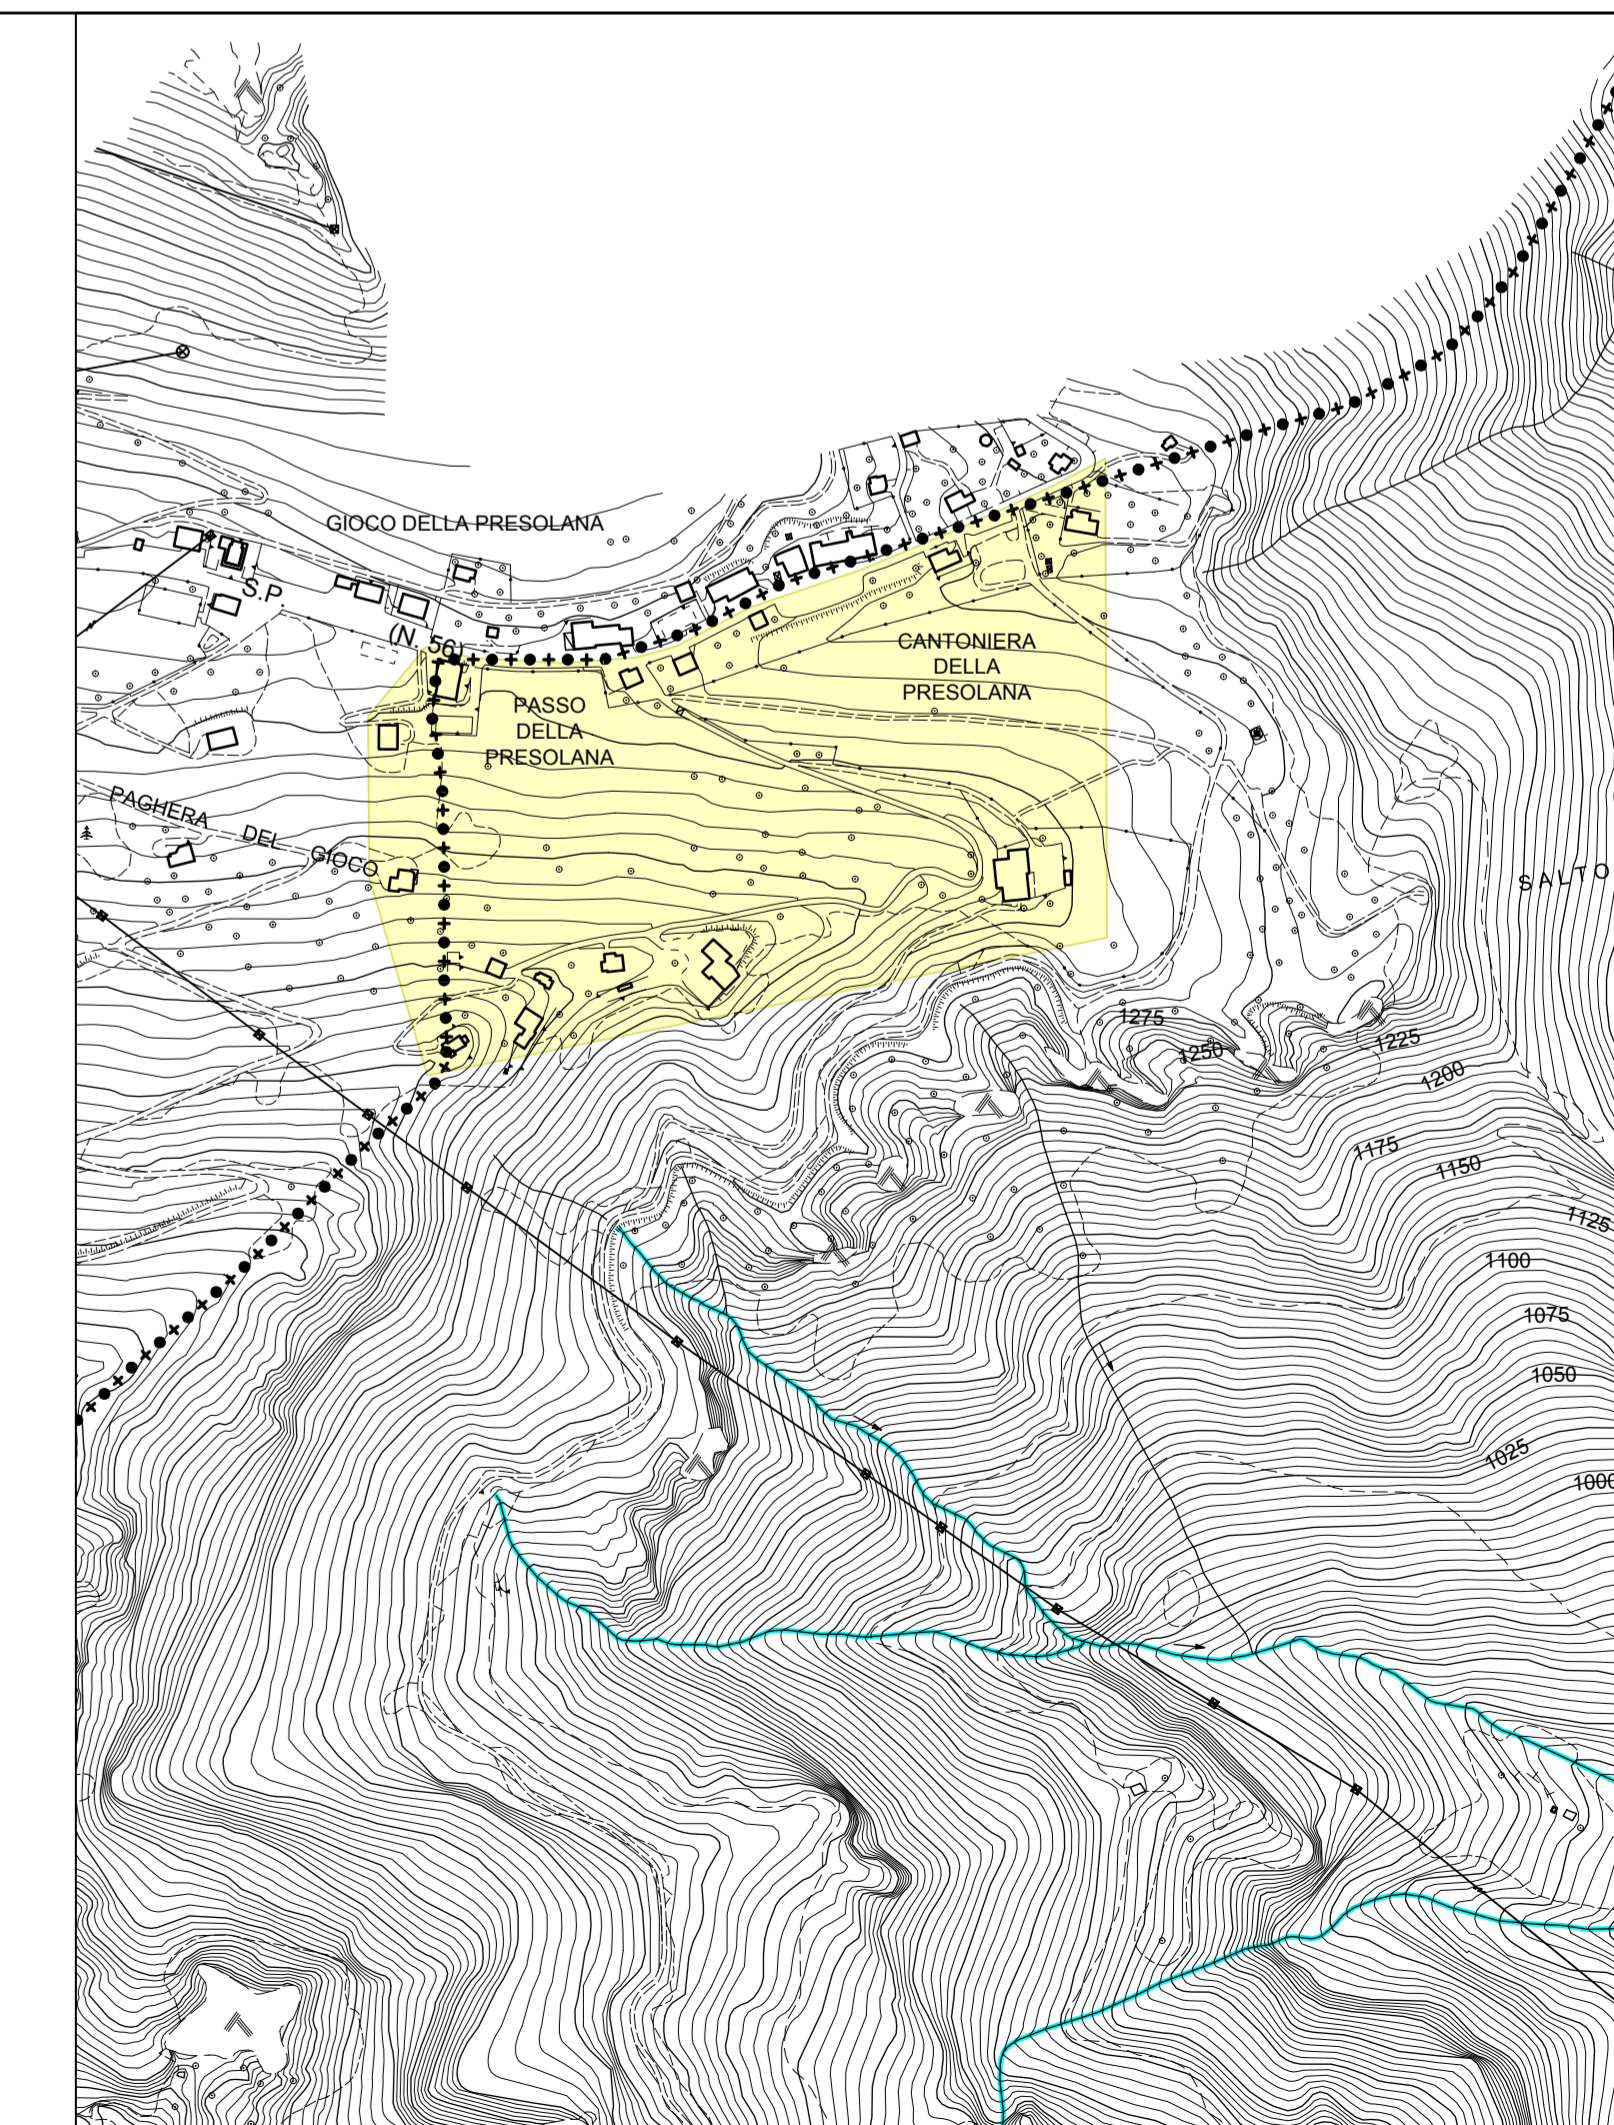 GIOCO DELLA PRESOLANA
S.P.
(N. 56)
CANTONIERA
DELLA
PRESOLANA
PASSO
DELLA
PRESOLANA
PAGHERA DEL GIOCO
SALTO
1275
1250
1225
1200
1175
1150
1125
1100
1075
1050
1025
1000